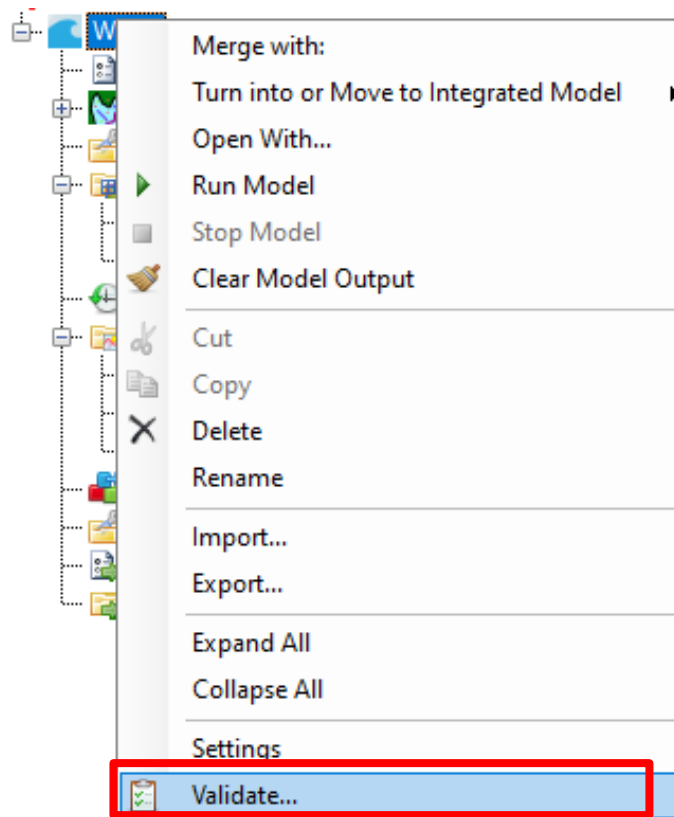 W
Merge with:
Turn into or Move to Integrated Model
Open With...
Run Model
Stop Model
Clear Model Output
Cut
Copy
Delete
Rename
Import...
Export...
Expand All
Collapse All
Settings
Validate...